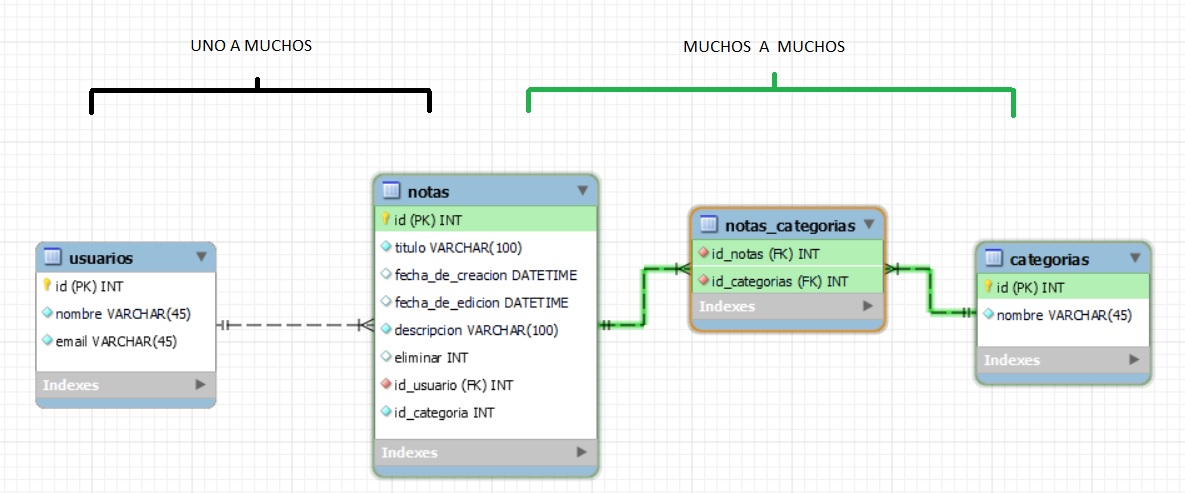 UNO A MUCHOS
MUCHOS A MUCHOS
usuarios
id (PK) INT
nombre VARCHAR(45)
email VARCHAR(45)
Indexes
notas
id (PK) INT
titulo VARCHAR(100)
fecha_de_creacion DATETIME
fecha_de_edicion DATETIME
descripcion VARCHAR(100)
eliminar INT
id_usuario (FK) INT
id_categoria INT
Indexes
notas_categorias
id_notas (FK) INT
id_categorias (FK) INT
Indexes
categorias
id (PK) INT
nombre VARCHAR(45)
Indexes